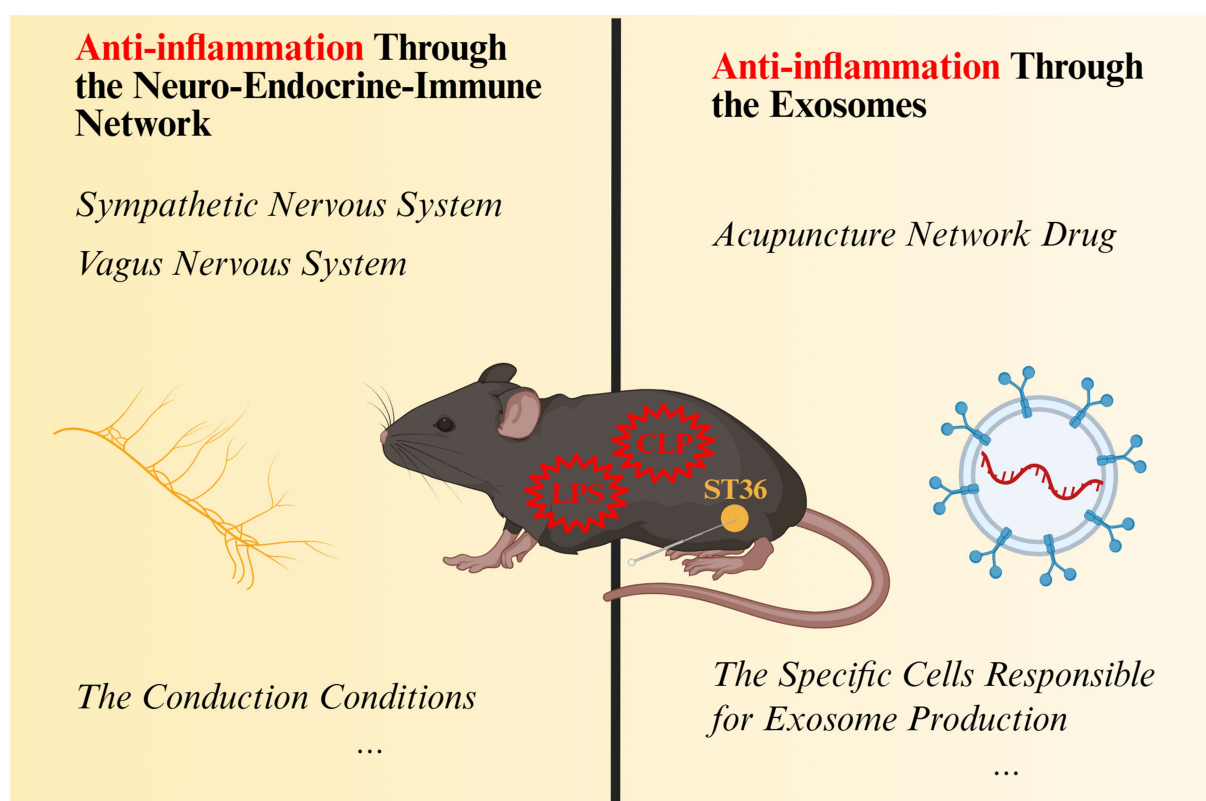 Anti-inflammation Through
the Neuro-Endocrine-Immune
Network
Sympathetic Nervous System
Vagus Nervous System
Anti-inflammation Through
the Exosomes
Acupuncture Network Drug
CLP
LPS
ST36
The Conduction Conditions
...
The Specific Cells Responsible
for Exosome Production
...